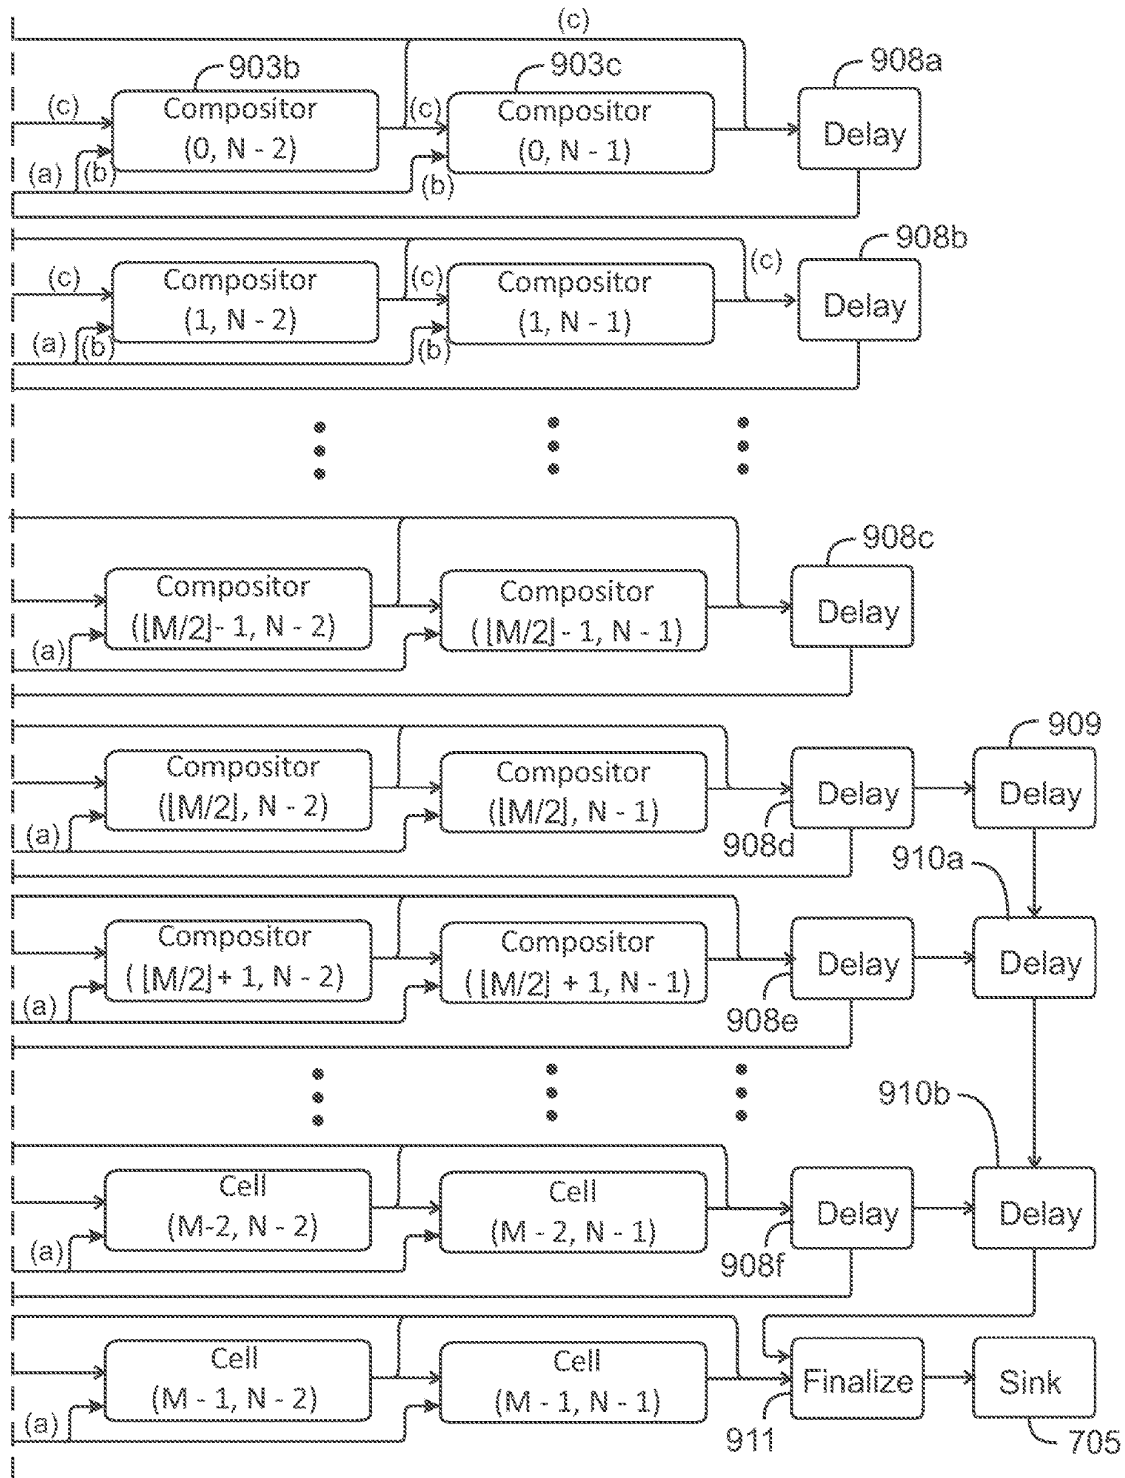 (c)
903b
903c
908a
(c)
Compositor
(0, N - 2)
(c)
Compositor
(0, N - 1)
Delay
(a)
(b)
(b)
908b
(c)
Compositor
(1, N - 2)
(c)
Compositor
(1, N - 1)
(c)
Delay
(a)
(b)
(b)
908c
Compositor
(⌊M/2⌋ - 1, N - 2)
Compositor
(⌊M/2⌋ - 1, N - 1)
Delay
(a)
909
Compositor
(⌊M/2⌋, N - 2)
Compositor
(⌊M/2⌋, N - 1)
Delay
Delay
(a)
908d
910a
Compositor
(⌊M/2⌋ + 1, N - 2)
Compositor
(⌊M/2⌋ + 1, N - 1)
Delay
Delay
(a)
908e
910b
Cell
(M-2, N - 2)
Cell
(M - 2, N - 1)
Delay
Delay
(a)
908f
Cell
(M - 1, N - 2)
Cell
(M - 1, N - 1)
Finalize
Sink
(a)
911
705